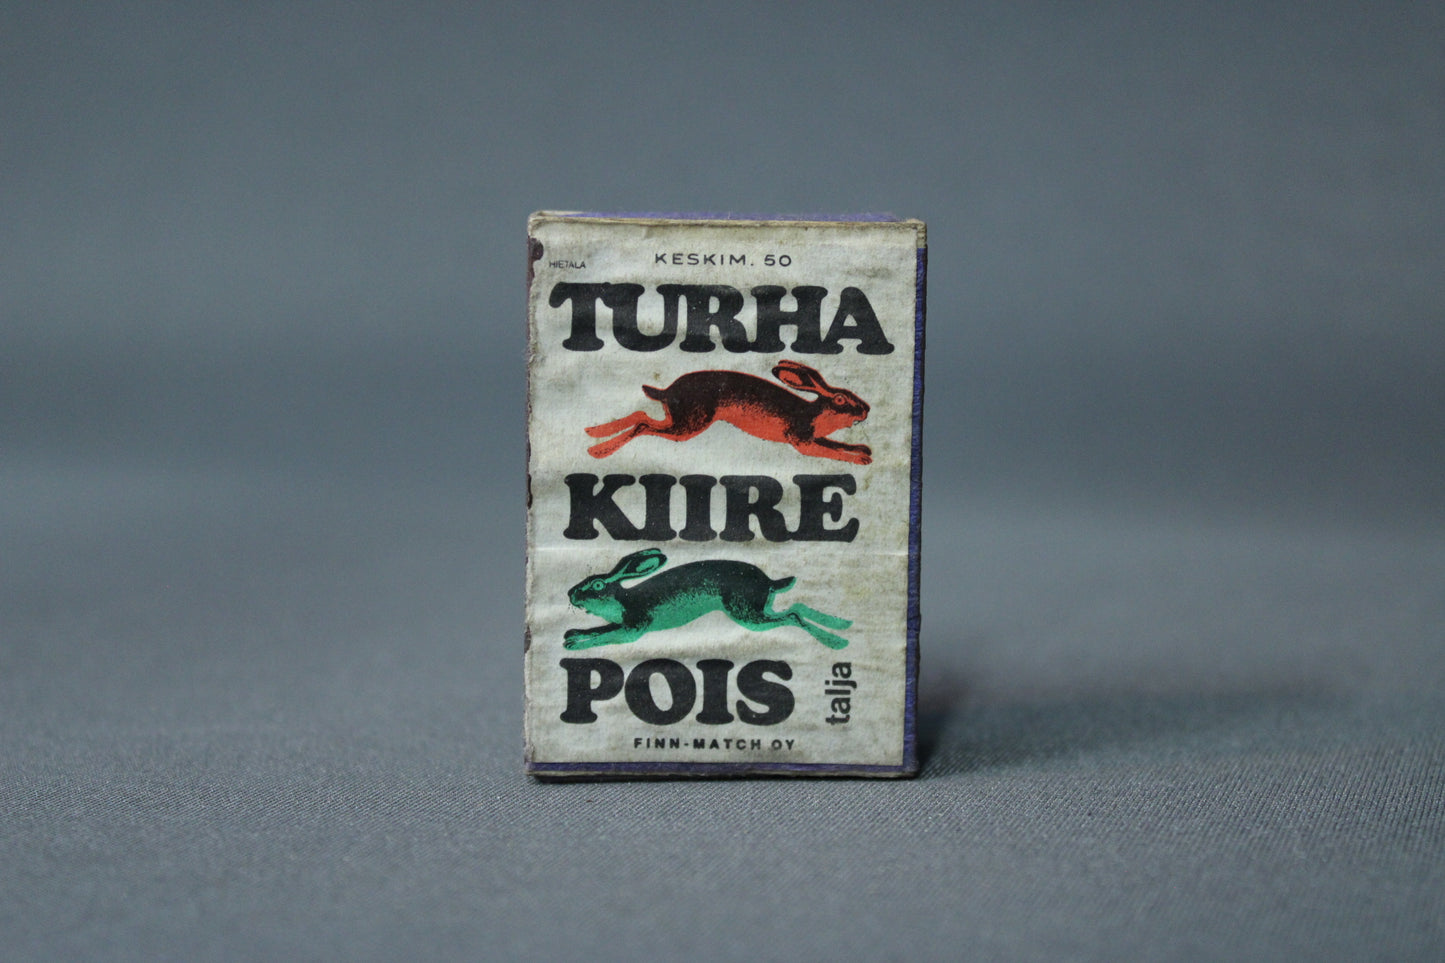 KESKIM. 50
HIETALA
TURHA
KIIRE
POIS
talja
FINN-MATCH OY